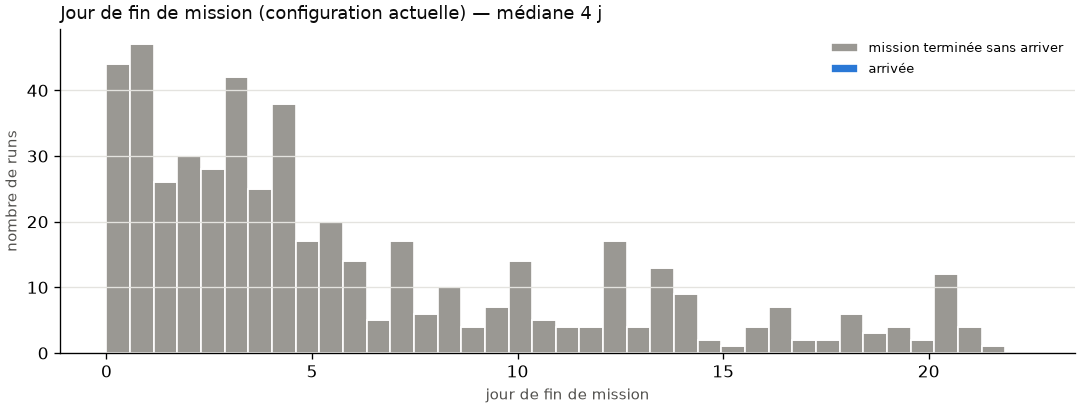 Jour de fin de mission (configuration actuelle) — médiane 4 j
mission terminée sans arriver
arrivée
nombre de runs
40
30
20
10
0
0 5 10 15 20
jour de fin de mission